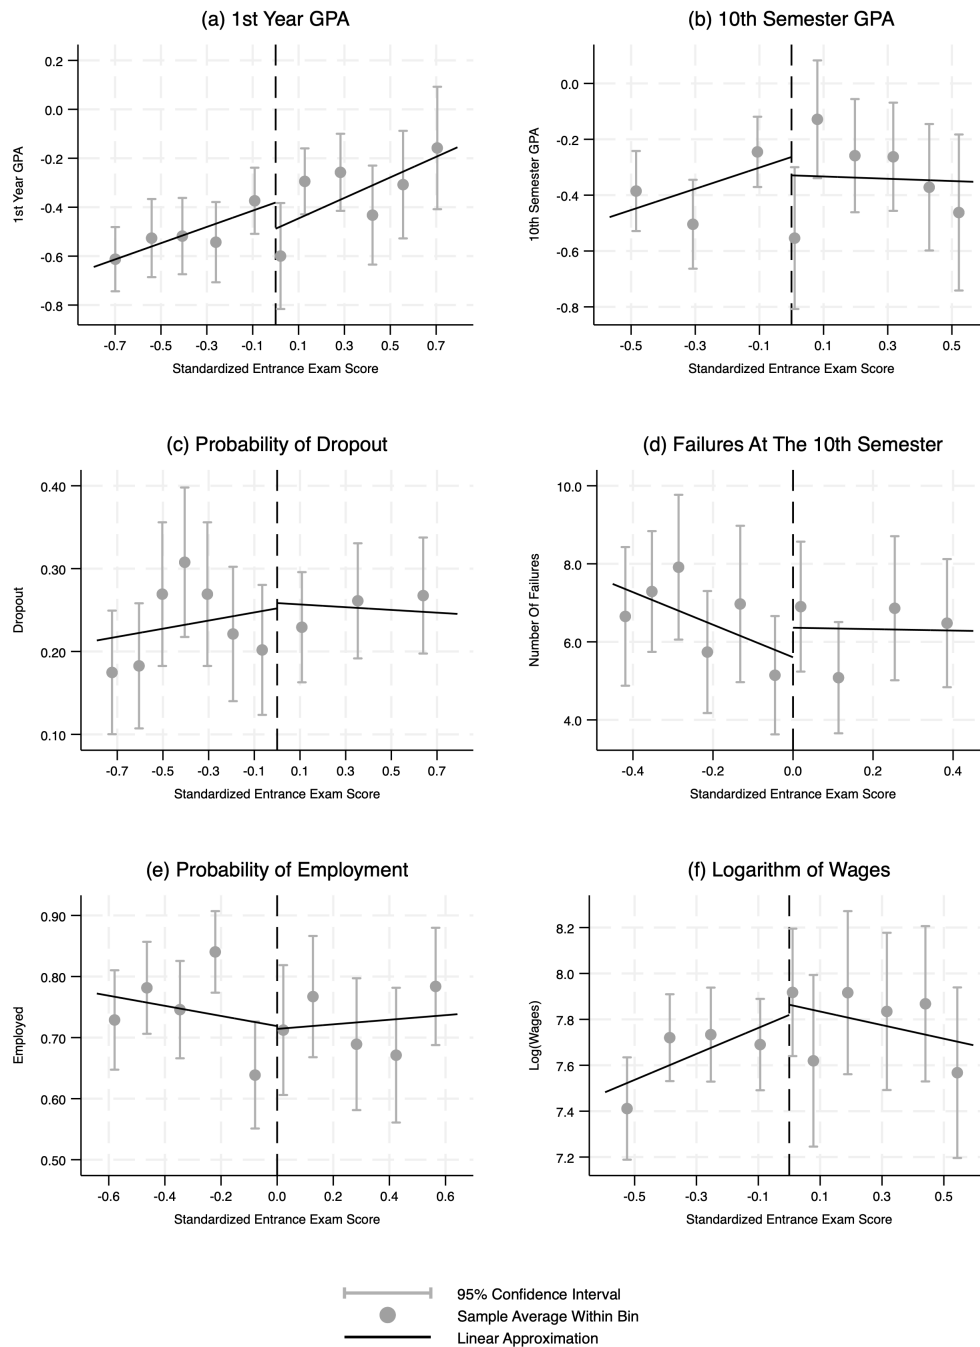 (a) 1st Year GPA
1st Year GPA
0.2
0.0
-0.2
-0.4
-0.6
-0.8
-0.7 -0.5 -0.3 -0.1 0.1 0.3 0.5 0.7
Standardized Entrance Exam Score
(b) 10th Semester GPA
10th Semester GPA
0.0
-0.2
-0.4
-0.6
-0.8
-0.5 -0.3 -0.1 0.1 0.3 0.5
Standardized Entrance Exam Score
(c) Probability of Dropout
Dropout
0.40
0.30
0.20
0.10
-0.7 -0.5 -0.3 -0.1 0.1 0.3 0.5 0.7
Standardized Entrance Exam Score
(d) Failures At The 10th Semester
Number Of Failures
10.0
8.0
6.0
4.0
-0.4 -0.2 0.0 0.2 0.4
Standardized Entrance Exam Score
(e) Probability of Employment
Employed
0.90
0.80
0.70
0.60
0.50
-0.6 -0.4 -0.2 0.0 0.2 0.4 0.6
Standardized Entrance Exam Score
(f) Logarithm of Wages
Log(Wages)
8.2
8.0
7.8
7.6
7.4
7.2
-0.5 -0.3 -0.1 0.1 0.3 0.5
Standardized Entrance Exam Score
95% Confidence Interval
Sample Average Within Bin
Linear Approximation